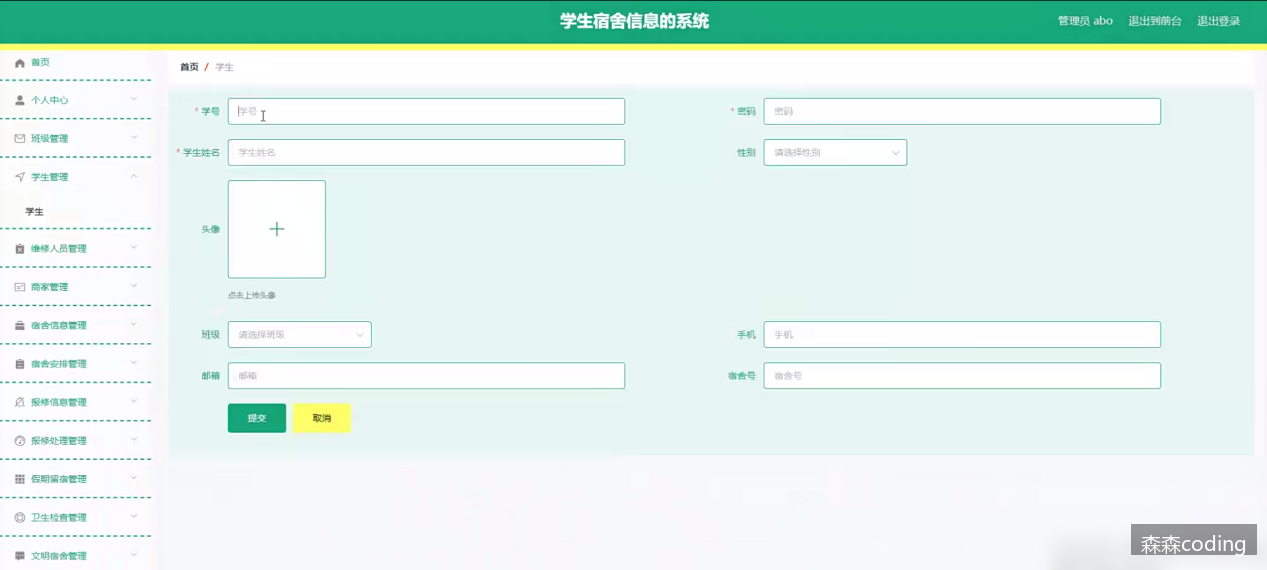 学生宿舍信息的系统
管理员 abo 退出到前台 退出登录
首页
个人中心
班级管理
学生管理
学生
维修人员管理
商家管理
宿舍信息管理
宿舍安排管理
报修信息管理
报修处理管理
假期留宿管理
卫生检查管理
文明宿舍管理
首页 / 学生
* 学号 学号
* 密码 密码
* 学生姓名 学生姓名
性别 请选择性别
头像
点击上传头像
班级 请选择班级
手机 手机
邮箱 邮箱
宿舍号 宿舍号
提交 取消
森森coding